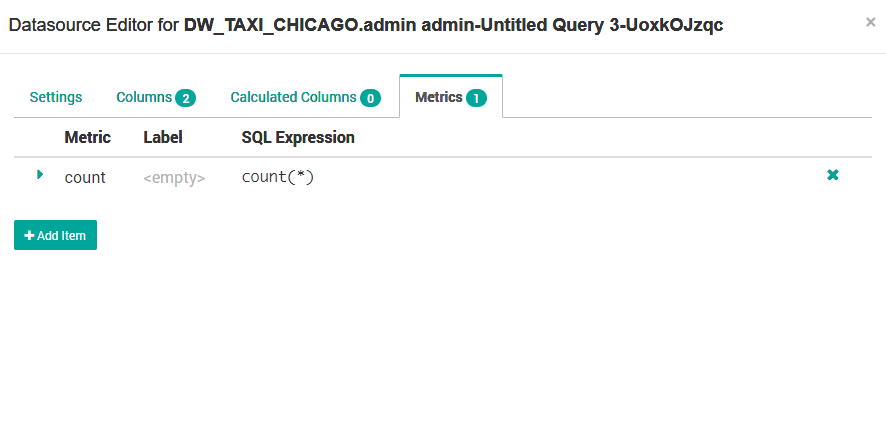 Datasource Editor for DW_TAXI_CHICAGO.admin admin-Untitled Query 3-UoxkOJzqc ×
Settings Columns 2 Calculated Columns 0 Metrics 1
Metric Label SQL Expression
count <empty> count(*)
+ Add Item